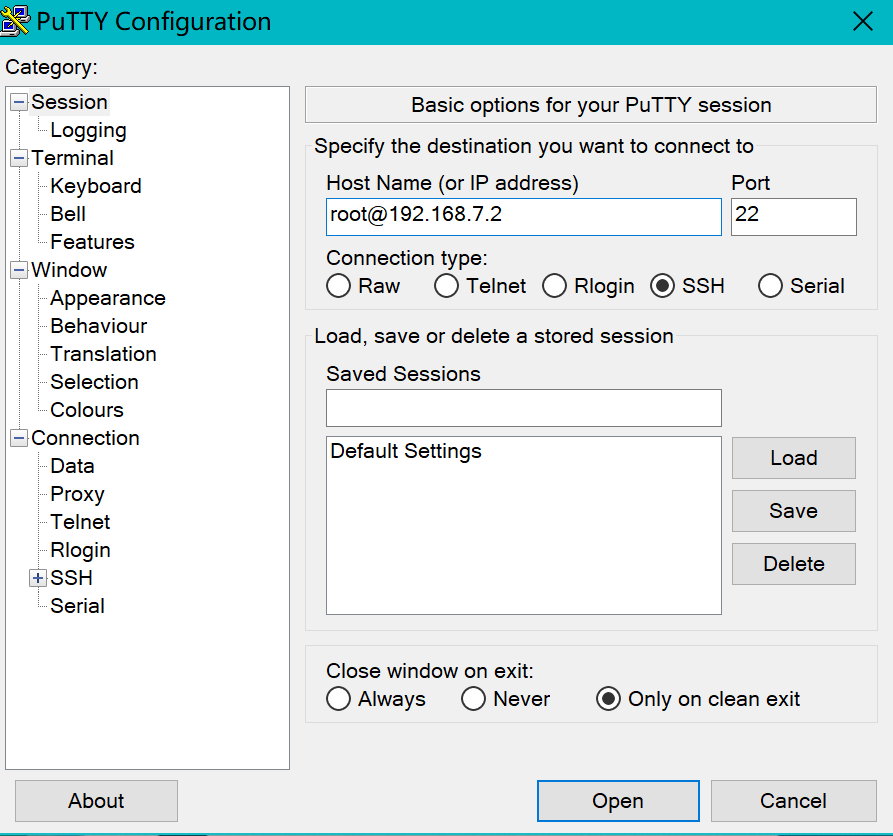 PuTTY Configuration
Category:
Session
Logging
Terminal
Keyboard
Bell
Features
Window
Appearance
Behaviour
Translation
Selection
Colours
Connection
Data
Proxy
Telnet
Rlogin
SSH
Serial
Basic options for your PuTTY session
Specify the destination you want to connect to
Host Name (or IP address) Port
root@192.168.7.2 22
Connection type:
Raw Telnet Rlogin SSH Serial
Load, save or delete a stored session
Saved Sessions
Default Settings
Load
Save
Delete
Close window on exit:
Always Never Only on clean exit
About Open Cancel